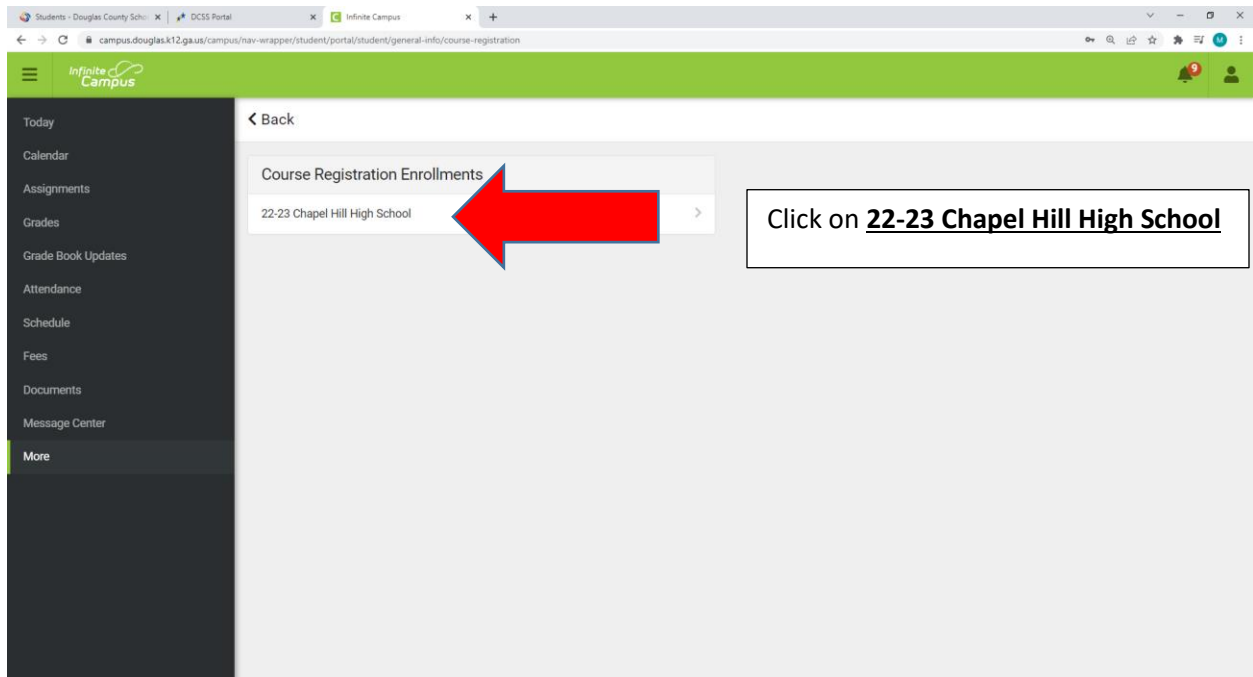 Students - Douglas County Scho
DCSS Portal
Infinite Campus
campus.douglas.k12.ga.us/campus/nav-wrapper/student/portal/student/general-info/course-registration
M
Infinite
Campus
9
Today
Calendar
Assignments
Grades
Grade Book Updates
Attendance
Schedule
Fees
Documents
Message Center
More
Back
Course Registration Enrollments
22-23 Chapel Hill High School
Click on 22-23 Chapel Hill High School